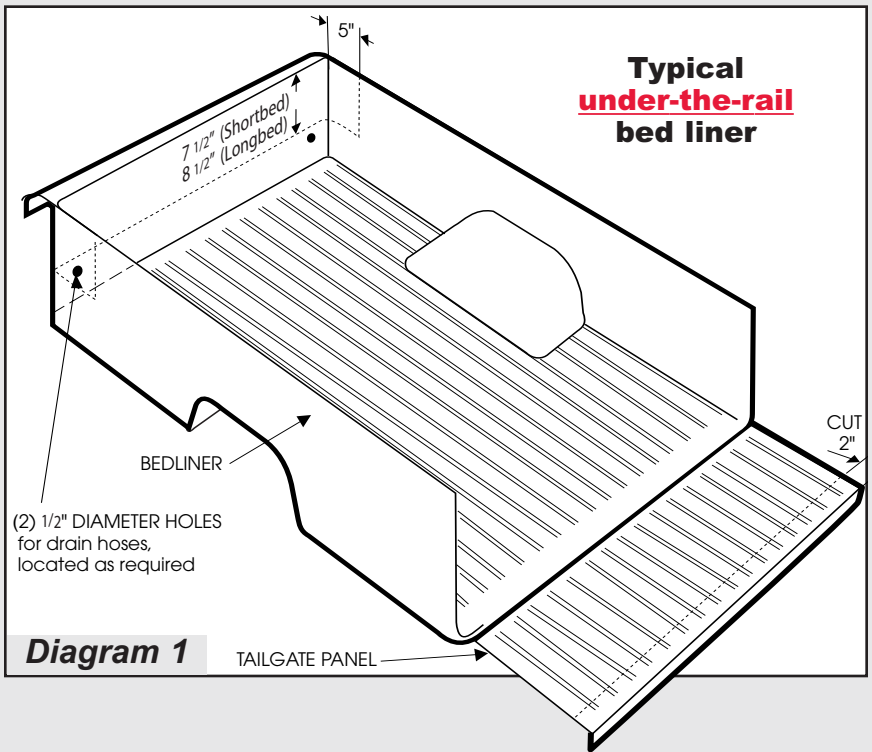 5"
Typical
under-the-rail
bed liner
7 1/2" (Shortbed)
8 1/2" (Longbed)
CUT
2"
BEDLINER
(2) 1/2" DIAMETER HOLES
for drain hoses,
located as required
Diagram 1
TAILGATE PANEL